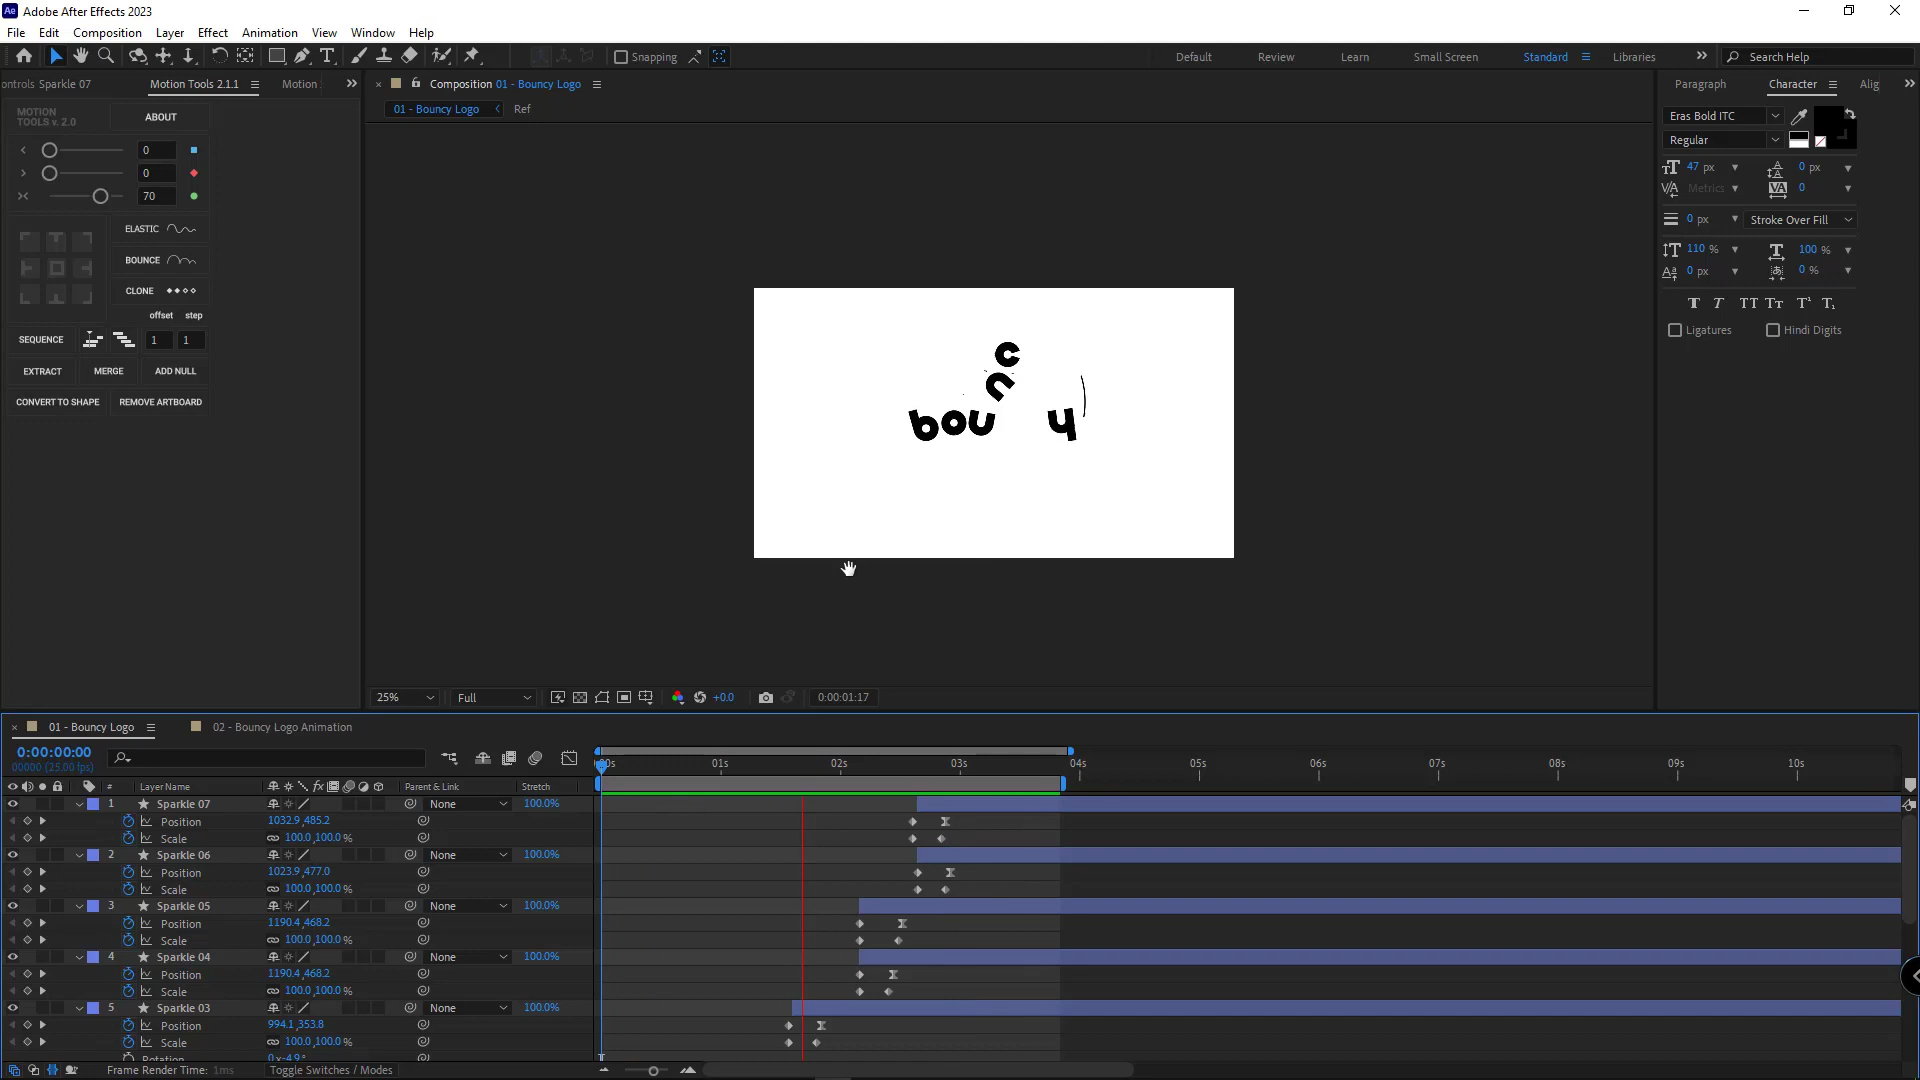 Adobe After Effects 2023
File Edit Composition Layer Effect Animation View Window Help
Snapping
Default Review Learn Small Screen Standard Libraries Search Help
ontrols Sparkle 07 Motion Tools 2.1.1 Motion
Composition 01 - Bouncy Logo
01 - Bouncy Logo Ref
Paragraph Character Alig
MOTION TOOLS v. 2.0 ABOUT
0
0
70
ELASTIC
BOUNCE
CLONE
offset step
SEQUENCE 1 1
EXTRACT MERGE ADD NULL
CONVERT TO SHAPE REMOVE ARTBOARD
Eras Bold ITC
Regular
47 px 0 px
Metrics 0
0 px Stroke Over Fill
110 % 100 %
0 px 0 %
T T TT Tt T¹ T₁
Ligatures Hindi Digits
c
n
bou y
25% Full +0.0 0:00:01:17
01 - Bouncy Logo 02 - Bouncy Logo Animation
0:00:00:00
00000 (25.00 fps)
00s 01s 02s 03s 04s 05s 06s 07s 08s 09s 10s
# Layer Name Parent & Link Stretch
1 Sparkle 07 None 100.0%
Position 1032.9,485.2
Scale 100.0,100.0 %
2 Sparkle 06 None 100.0%
Position 1023.9,477.0
Scale 100.0,100.0 %
3 Sparkle 05 None 100.0%
Position 1190.4,468.2
Scale 100.0,100.0 %
4 Sparkle 04 None 100.0%
Position 1190.4,468.2
Scale 100.0,100.0 %
5 Sparkle 03 None 100.0%
Position 994.1,353.8
Scale 100.0,100.0 %
Rotation 0x-4.9°
Frame Render Time: 1ms Toggle Switches / Modes